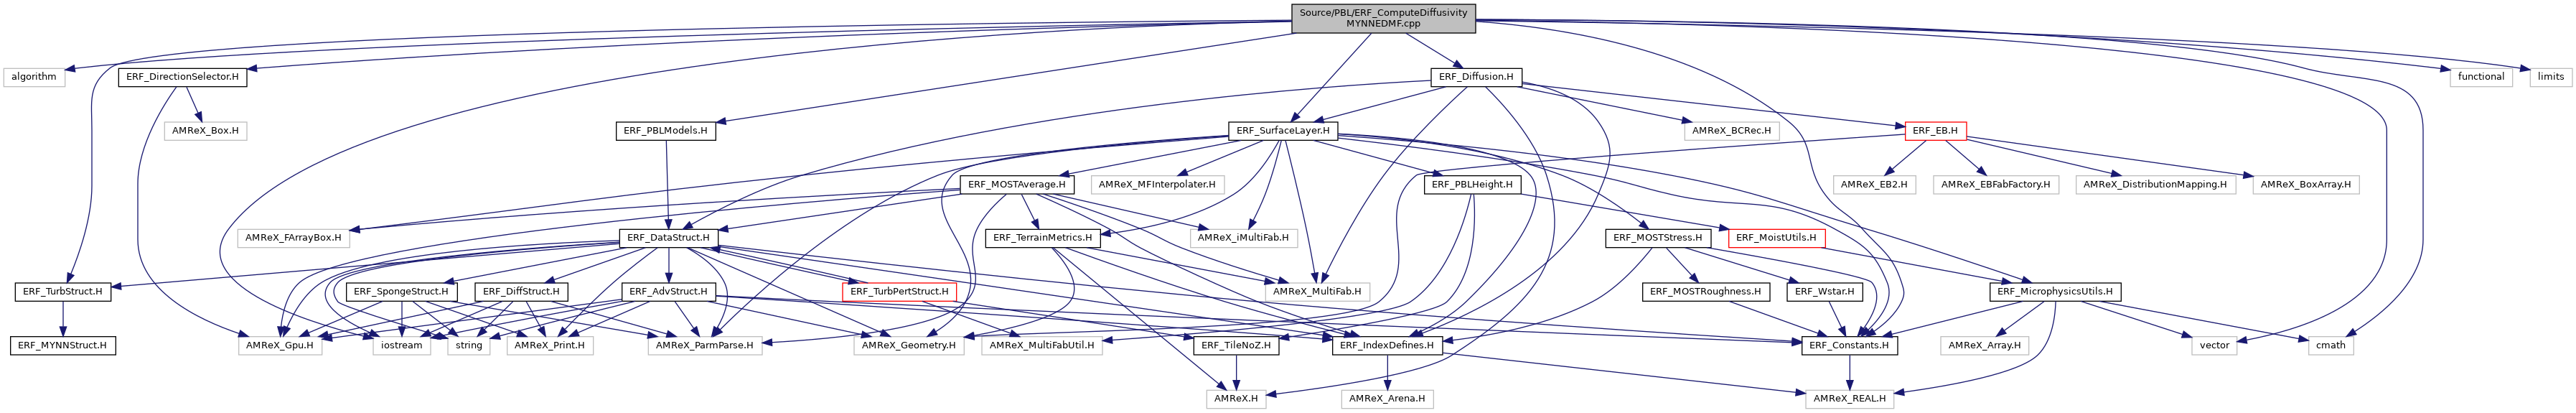 Source/PBL/ERF_ComputeDiffusivity
MYNNEDMF.cpp
algorithm
ERF_DirectionSelector.H
ERF_Diffusion.H
functional
limits
AMReX_Box.H
ERF_PBLModels.H
ERF_SurfaceLayer.H
AMReX_BCRec.H
ERF_EB.H
ERF_MOSTAverage.H
AMReX_MFInterpolater.H
ERF_PBLHeight.H
AMReX_EB2.H
AMReX_EBFabFactory.H
AMReX_DistributionMapping.H
AMReX_BoxArray.H
AMReX_FArrayBox.H
ERF_DataStruct.H
ERF_TerrainMetrics.H
AMReX_iMultiFab.H
ERF_MOSTStress.H
ERF_MoistUtils.H
ERF_TurbStruct.H
ERF_SpongeStruct.H
ERF_DiffStruct.H
ERF_AdvStruct.H
ERF_TurbPertStruct.H
AMReX_MultiFab.H
ERF_MOSTRoughness.H
ERF_Wstar.H
ERF_MicrophysicsUtils.H
ERF_MYNNStruct.H
AMReX_Gpu.H
iostream
string
AMReX_Print.H
AMReX_ParmParse.H
AMReX_Geometry.H
AMReX_MultiFabUtil.H
ERF_TileNoZ.H
ERF_IndexDefines.H
ERF_Constants.H
AMReX_Array.H
vector
cmath
AMReX.H
AMReX_Arena.H
AMReX_REAL.H